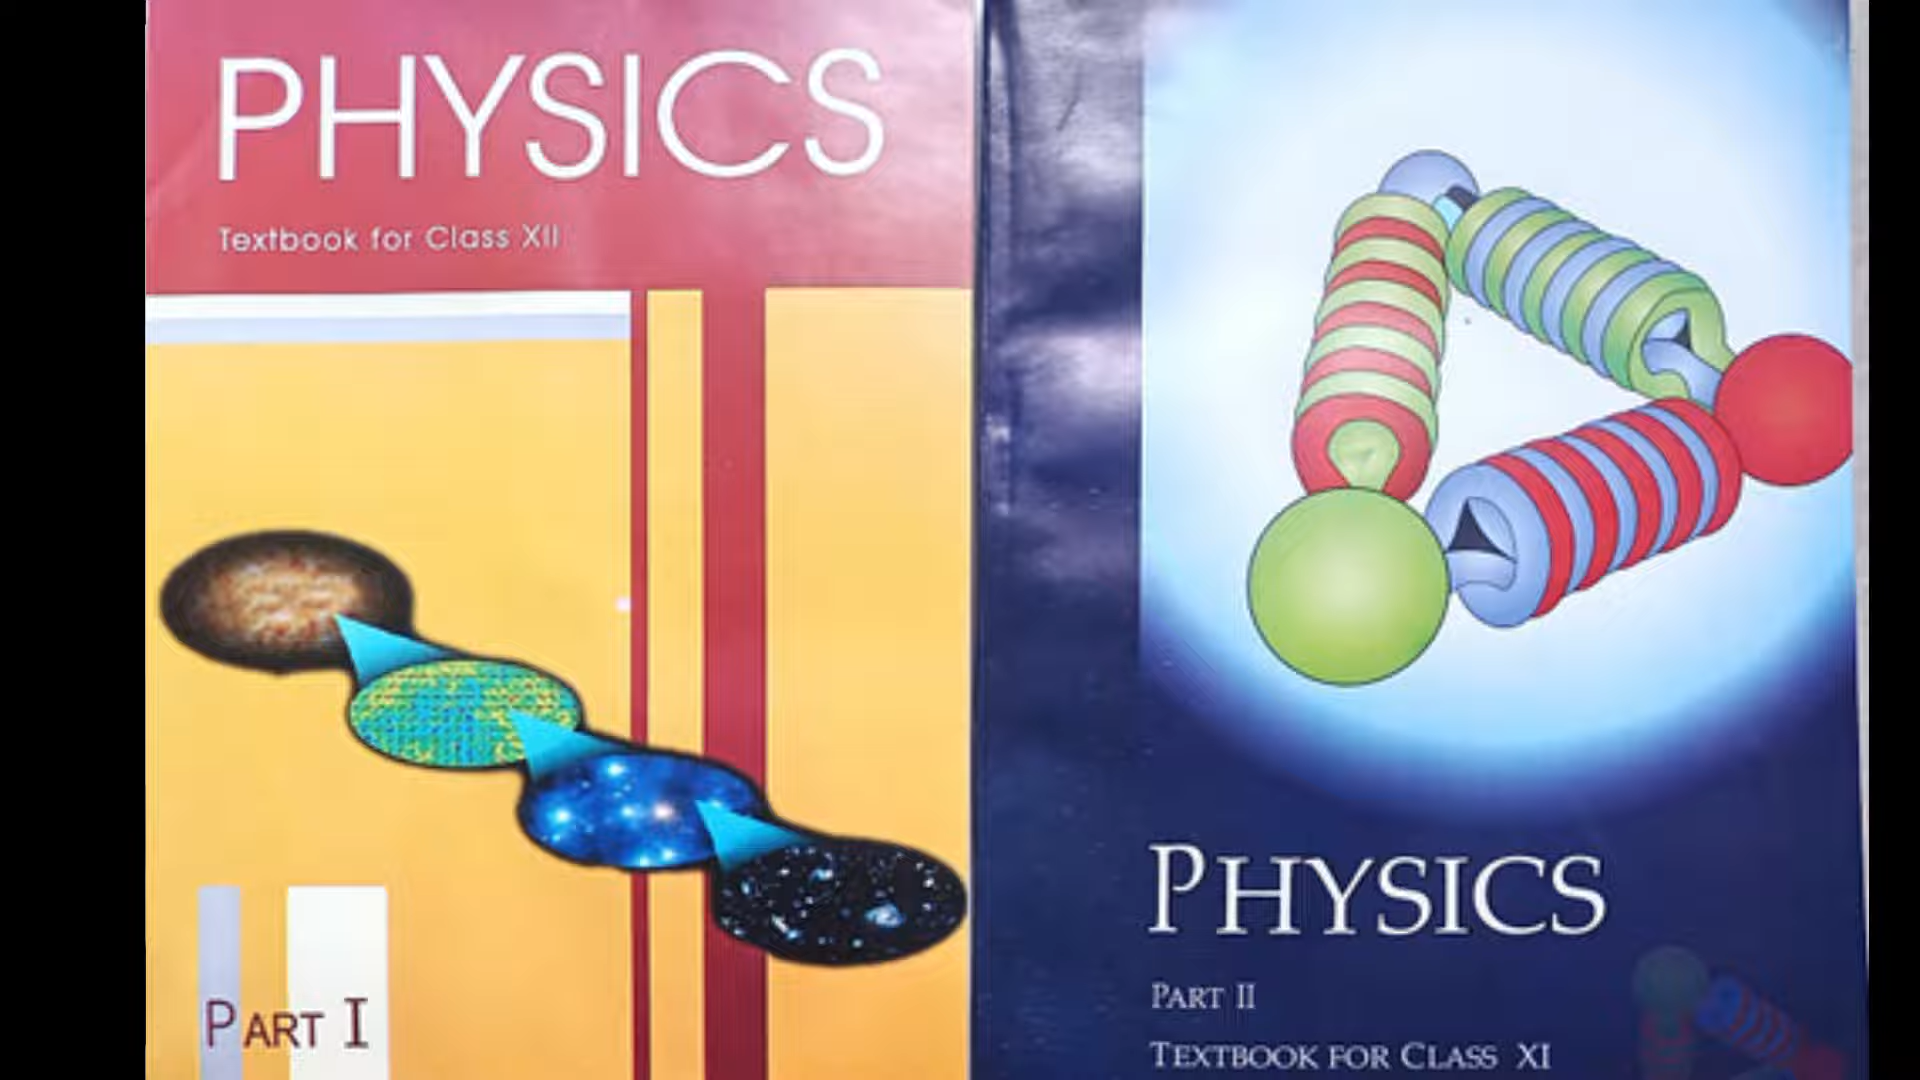 PHYSICS
Textbook for Class XII
PART I
PHYSICS
PART II
TEXTBOOK FOR CLASS XI